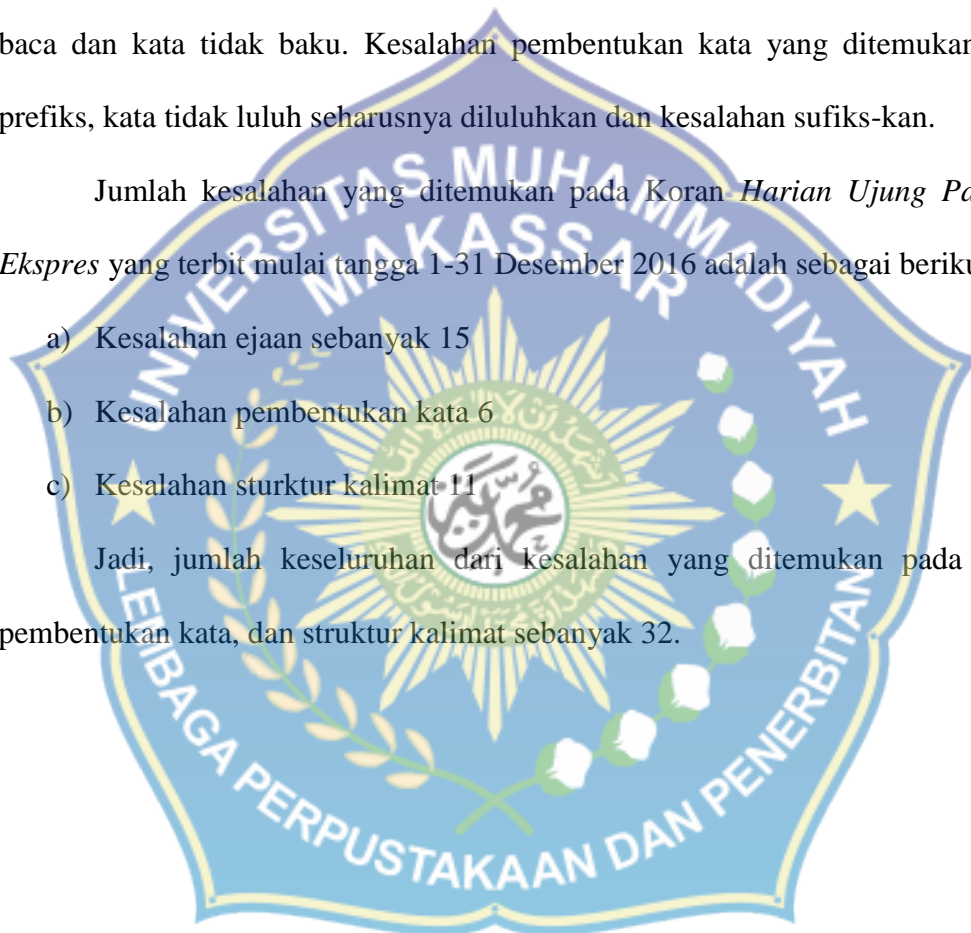 baca dan kata tidak baku. Kesalahan pembentukan kata yang ditemukan
prefiks, kata tidak luluh seharusnya diluluhkan dan kesalahan sufiks-kan.
Jumlah kesalahan yang ditemukan pada Koran Harian Ujung Pa
Ekspres yang terbit mulai tangga 1-31 Desember 2016 adalah sebagai beriku
a) Kesalahan ejaan sebanyak 15
b) Kesalahan pembentukan kata 6
c) Kesalahan sturktur kalimat 11
Jadi, jumlah keseluruhan dari kesalahan yang ditemukan pada
pembentukan kata, dan struktur kalimat sebanyak 32.
UNIVERSITAS MUHAMMADIYAH
MAKASSAR
LEMBAGA PERPUSTAKAAN DAN PENERBITAN